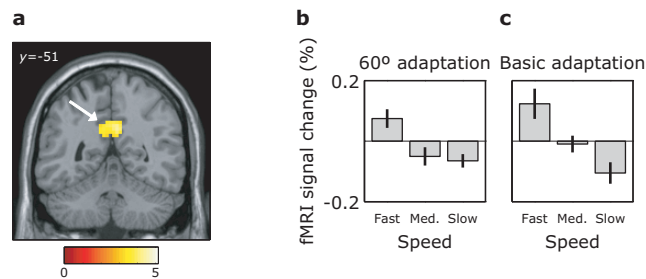 a
y=-51
0 5
b
60º adaptation
fMRI signal change (%)
0.2
-0.2
Fast Med. Slow
Speed
c
Basic adaptation
Fast Med. Slow
Speed